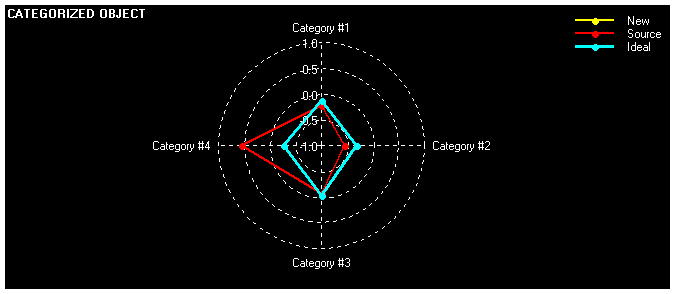 CATEGORIZED OBJECT
New
Source
Ideal
Category #1
1.0
0.5
0.0
-0.5
-1.0
Category #4
Category #2
Category #3